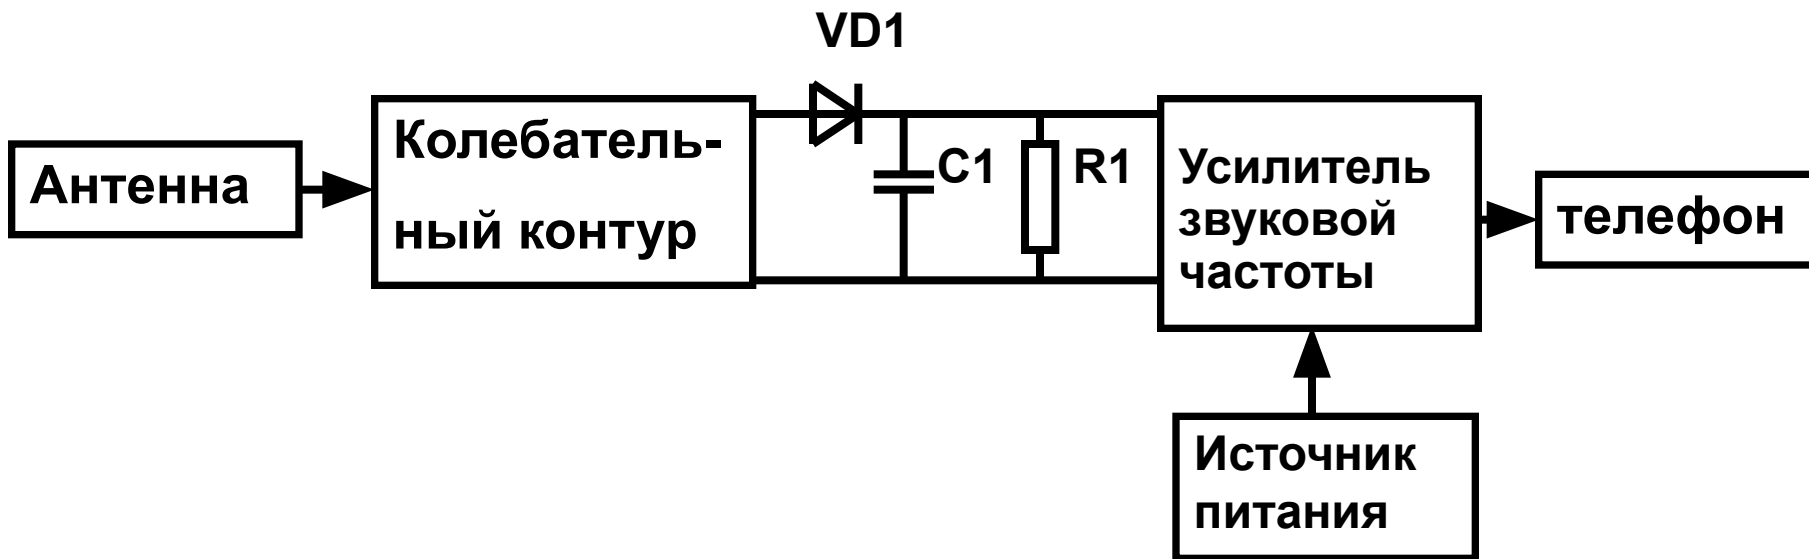 VD1
Антенна
Колебатель-
ный контур
C1
R1
Усилитель
звуковой
частоты
телефон
Источник
питания